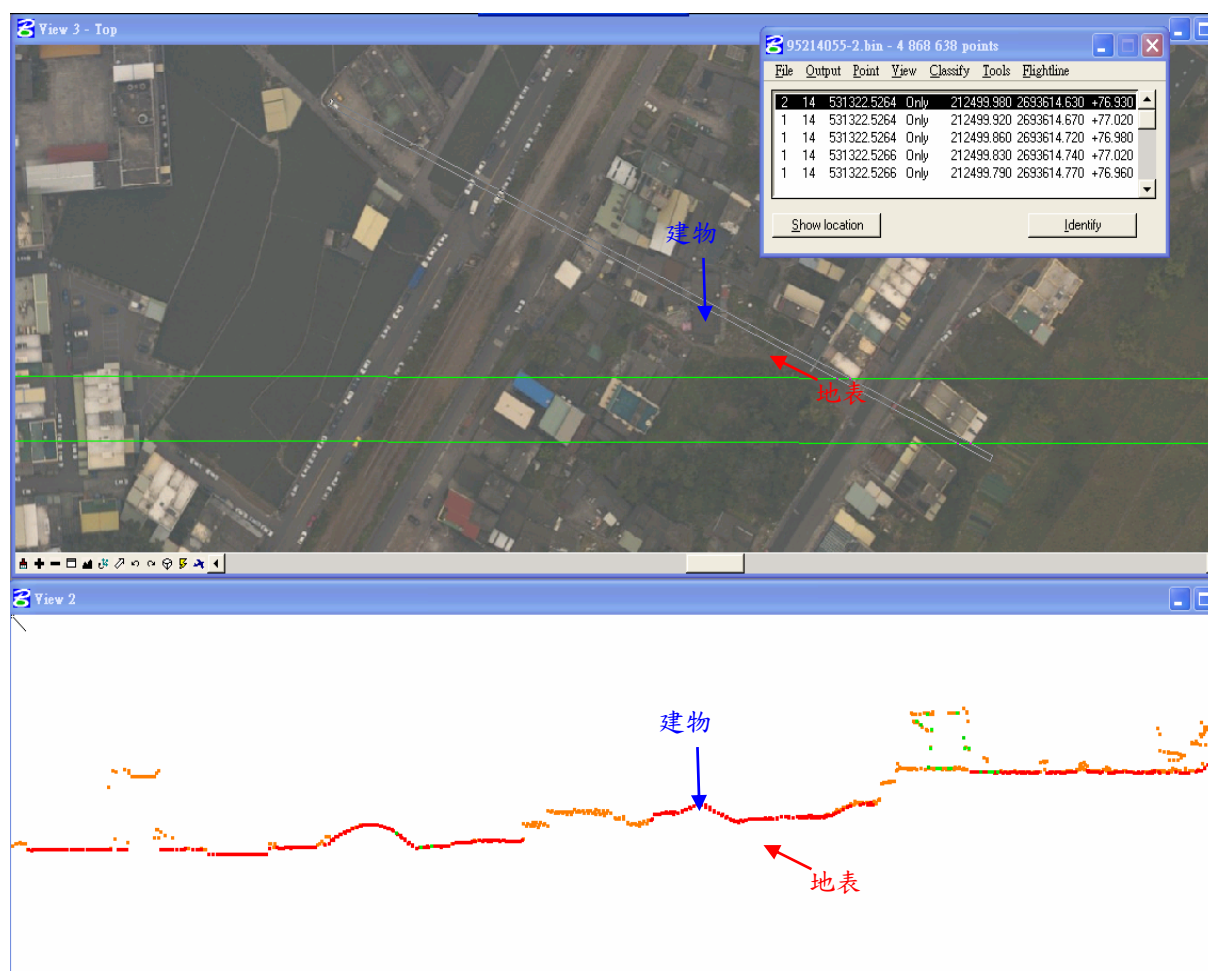 View 3 - Top
95214055-2.bin - 4 868 638 points
File Output Point View Classify Tools Flightline
2 14 531322.5264 Only 212499.980 2693614.630 +76.930
1 14 531322.5264 Only 212499.920 2693614.670 +77.020
1 14 531322.5264 Only 212499.860 2693614.720 +76.980
1 14 531322.5266 Only 212499.830 2693614.740 +77.020
1 14 531322.5266 Only 212499.790 2693614.770 +76.960
Show location Identify
建物
地表
View 2
建物
地表